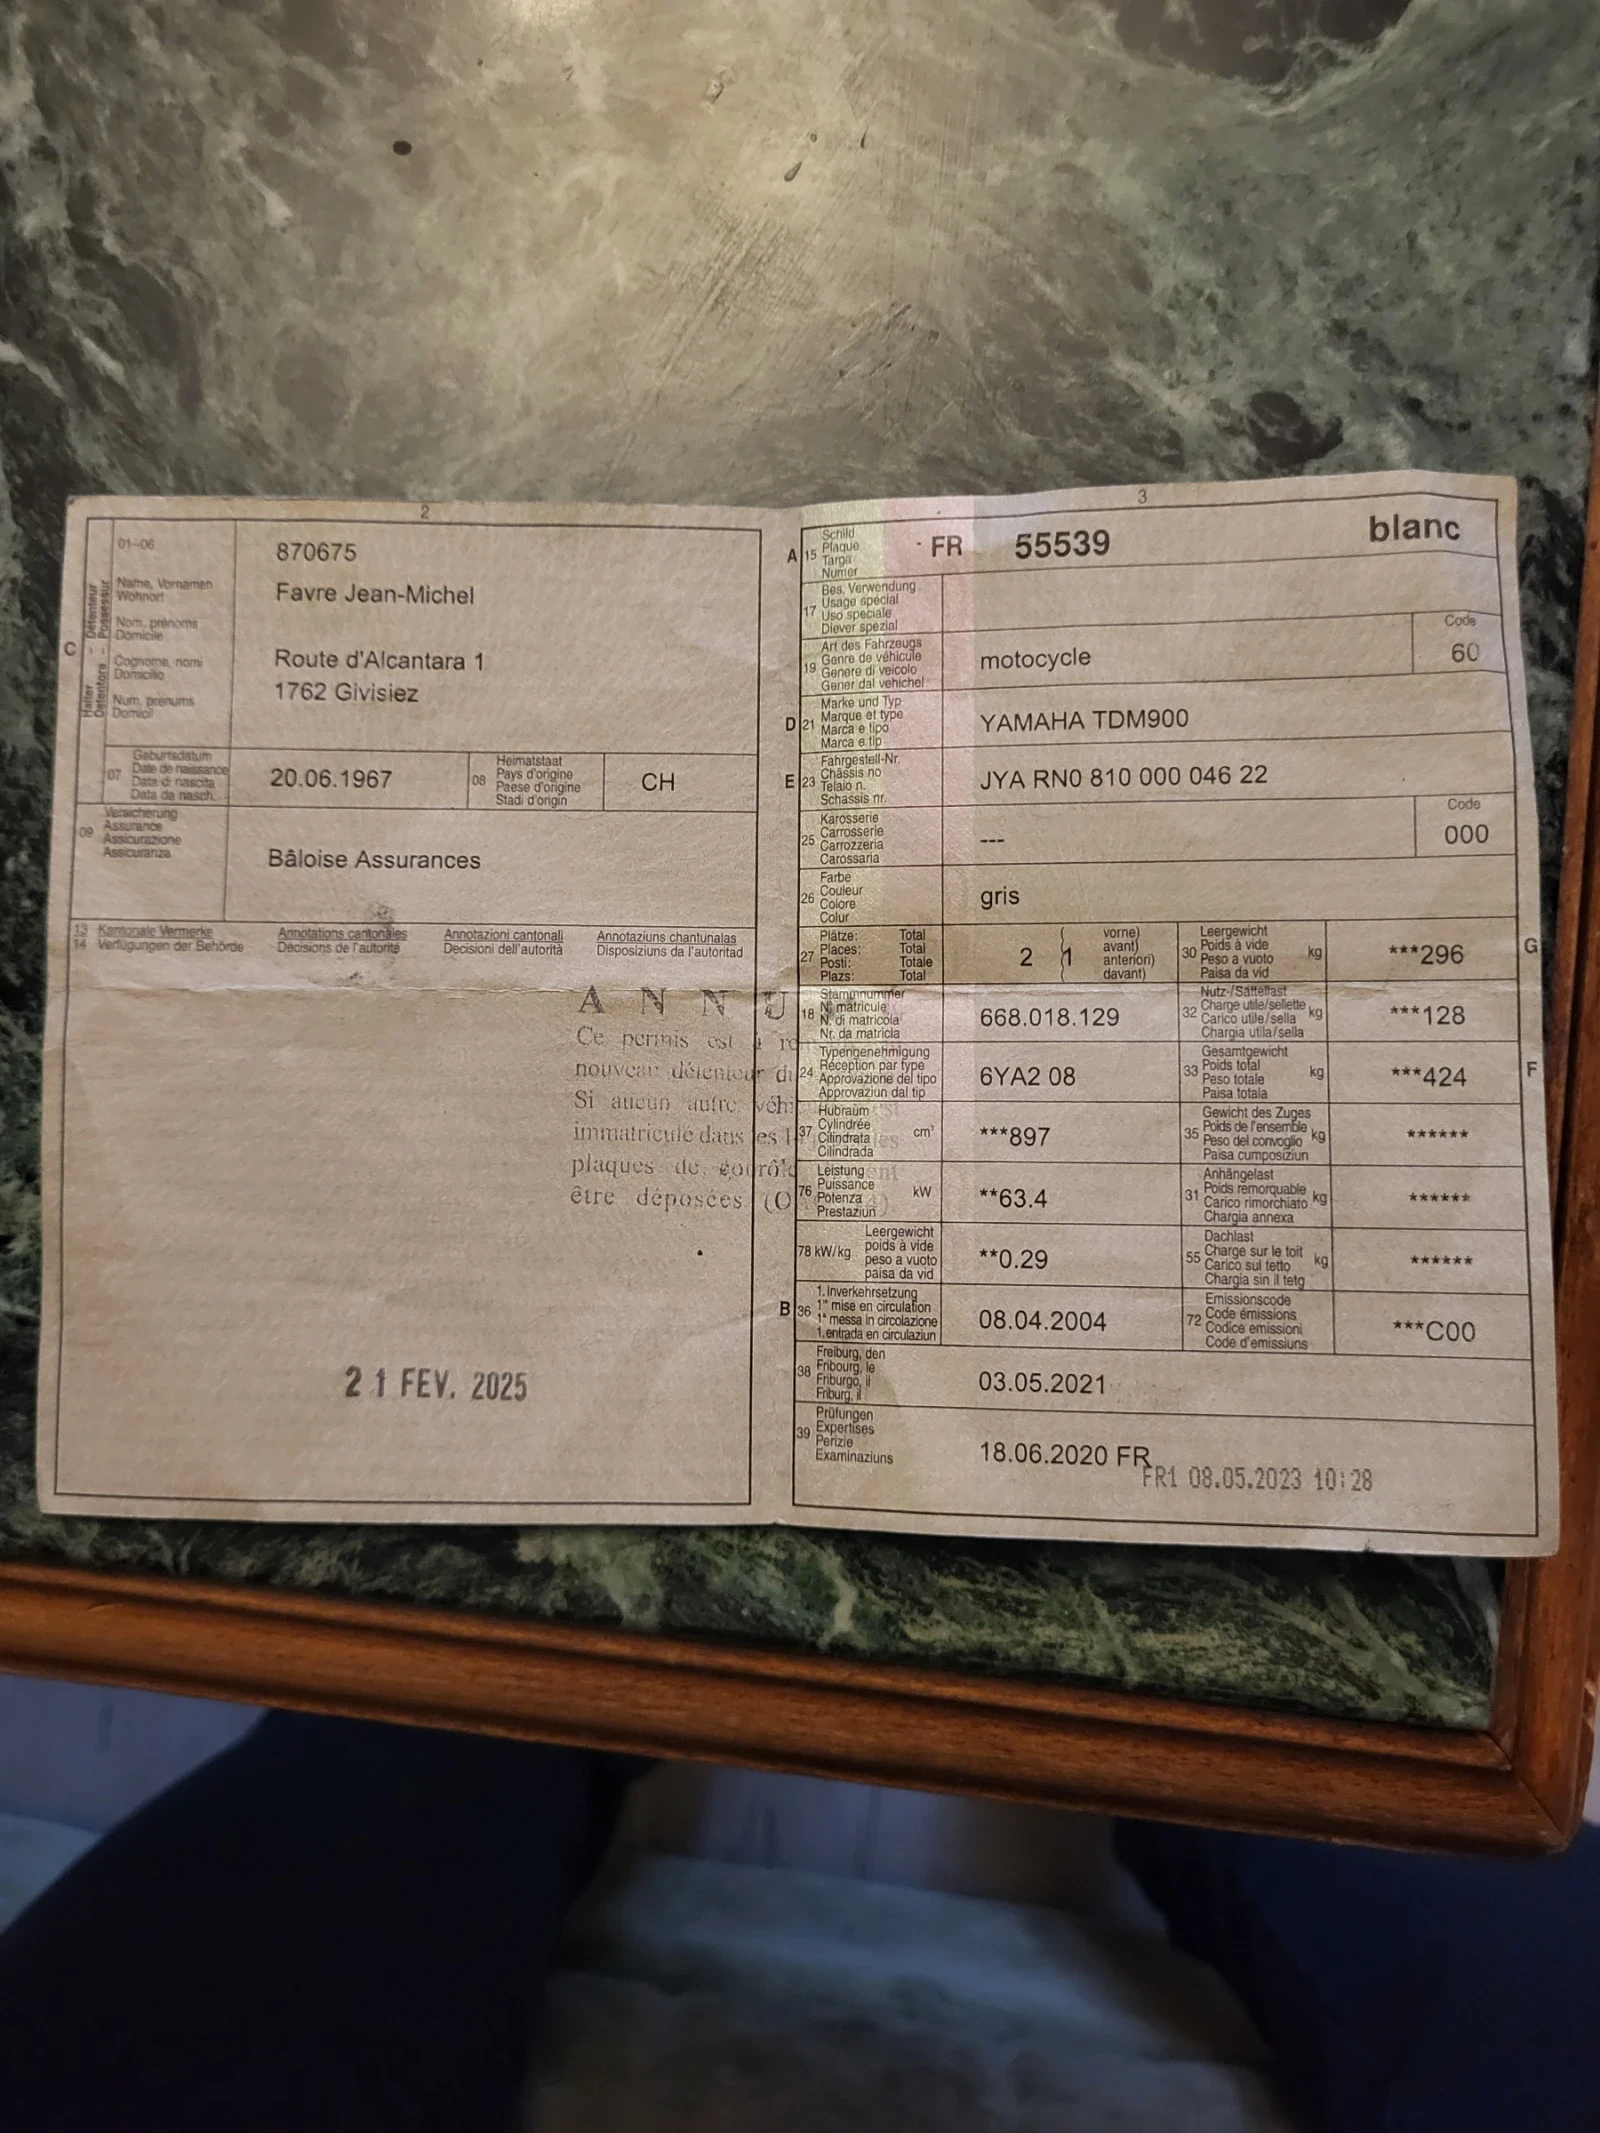 2
01-06
870675
Halter - Détenteur
Detentore - Possessur
C
Name, Vornamen
Wohnort
Favre Jean-Michel
Nom, prénoms
Domicile
Cognome, nomi
Domicilio
Route d'Alcantara 1
Num, prenums
Domicil
1762 Givisiez
07
Geburtsdatum
Date de naissance
Data di nascita
Data da nasch.
20.06.1967
08
Heimatstaat
Pays d'origine
Paese d'origine
Stadi d'origin
CH
09
Versicherung
Assurance
Assicurazione
Assicuranza
Bâloise Assurances
13 Kantonale Vermerke Annotations cantonales Annotazioni cantonali Annotaziuns chantunalas
14 Verfügungen der Behörde Décisions de l'autorité Decisioni dell'autorità Disposiziuns da l'autoritad
A N N U
Ce permis est à
nouveau détenteur du
Si aucun autre véhi
immatriculé dans les
plaques de contrôle
être déposées (O
21 FEV. 2025
3
A 15
Schild
Plaque
Targa
Numer
FR 55539 blanc
17
Bes. Verwendung
Usage spécial
Uso speciale
Diever spezial
19
Art des Fahrzeugs
Genre de véhicule
Genere di veicolo
Gener dal vehichel
motocycle
Code
60
D 21
Marke und Typ
Marque et type
Marca e tipo
Marca e tip
YAMAHA TDM900
E 23
Fahrgestell-Nr.
Châssis no
Telaio n.
Schassis nr.
JYA RN0 810 000 046 22
25
Karosserie
Carrosserie
Carrozzeria
Carossaria
---
Code
000
26
Farbe
Couleur
Colore
Colur
gris
27
Plätze: Total
Places: Total
Posti: Totale
Plazs: Total
2 (1
vorne)
avant)
anteriori)
davant)
30
Leergewicht
Poids à vide
Peso a vuoto
Paisa da vid
kg
***296
G
18
Stammnummer
No matricule
N. di matricola
Nr. da matricla
668.018.129
32
Nutz-/Sattellast
Charge utile/sellette
Carico utile/sella
Chargia utila/sella
kg
***128
24
Typengenehmigung
Réception par type
Approvazione del tipo
Approvaziun dal tip
6YA2 08
33
Gesamtgewicht
Poids total
Peso totale
Paisa totala
kg
***424
F
37
Hubraum
Cylindrée
Cilindrata
Cilindrada
cm³
***897
35
Gewicht des Zuges
Poids de l'ensemble
Peso del convoglio
Paisa cumposiziun
kg
******
76
Leistung
Puissance
Potenza
Prestaziun
kW
**63.4
31
Anhängelast
Poids remorquable
Carico rimorchiato
Chargia annexa
kg
******
78 kW/kg
Leergewicht
poids à vide
peso a vuoto
paisa da vid
**0.29
55
Dachlast
Charge sur le toit
Carico sul tetto
Chargia sin il tetg
kg
******
B 36
1. Inverkehrsetzung
1re mise en circulation
1a messa in circolazione
1. entrada en circulaziun
08.04.2004
72
Emissionscode
Code émissions
Codice emissioni
Code d'emissiuns
***C00
38
Freiburg, den
Fribourg, le
Friburgo, il
Friburg, il
03.05.2021
39
Prüfungen
Expertises
Perizie
Examinaziuns
18.06.2020 FR
FR1 08.05.2023 10:28